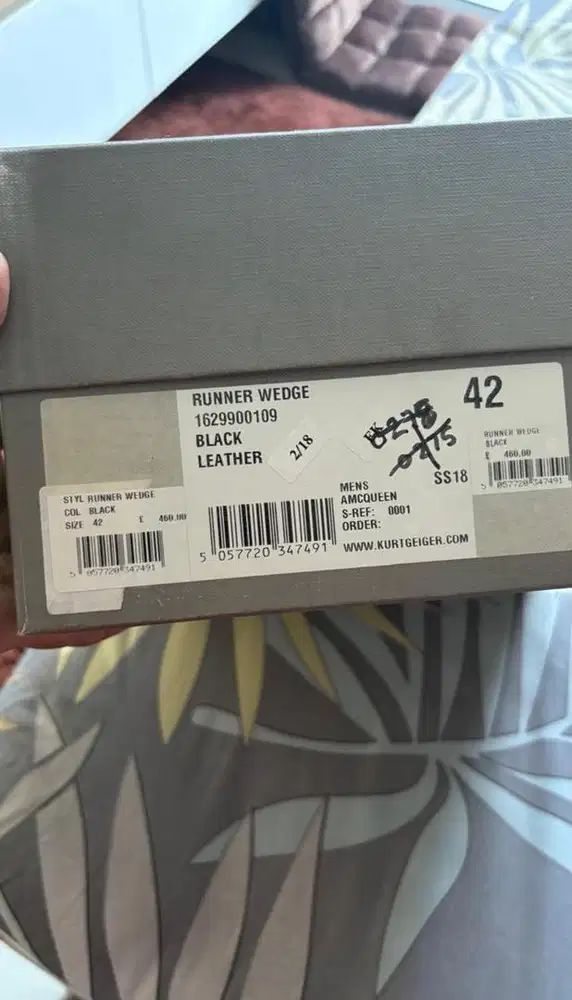 RUNNER WEDGE
1629900109
BLACK
LEATHER
2/18
EK
0275
42
SS18
RUNNER WEDGE
BLACK
£ 460.00
5 057720 347491
STYL RUNNER WEDGE
COL BLACK
SIZE 42 £ 460.00
5 057720 347491
5 057720 347491
MENS
AMCQUEEN
S-REF: 0001
ORDER:
WWW.KURTGEIGER.COM